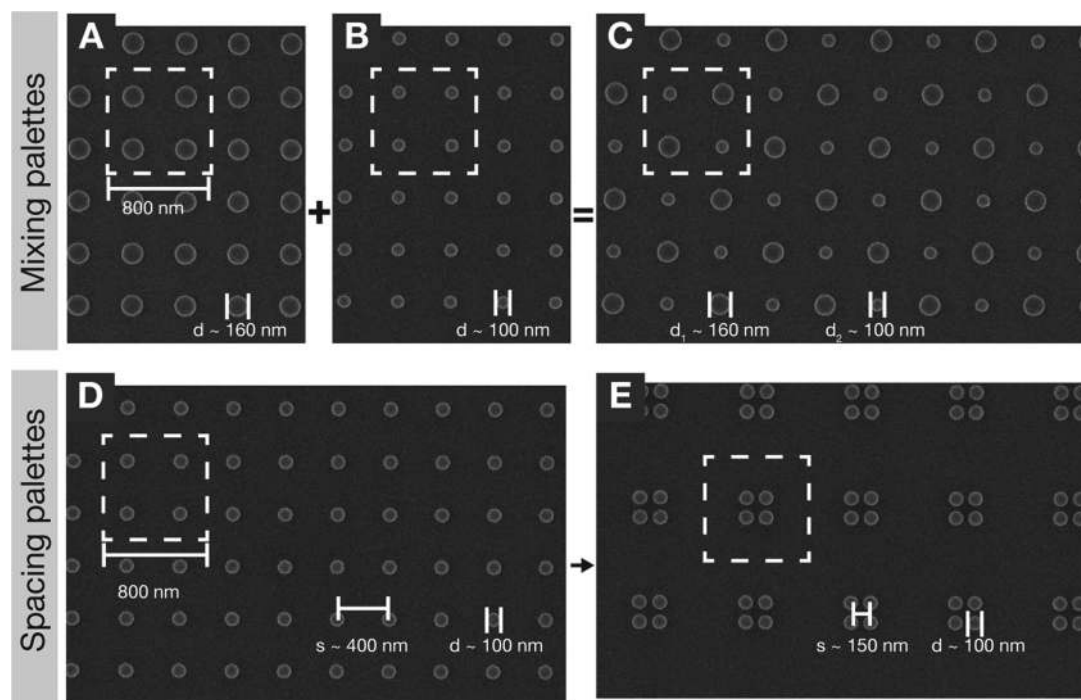 Mixing palettes
A
B
C
800 nm
+
=
d ~ 160 nm
d ~ 100 nm
d₁ ~ 160 nm
d₂ ~ 100 nm
Spacing palettes
D
E
800 nm
s ~ 400 nm
d ~ 100 nm
s ~ 150 nm
d ~ 100 nm